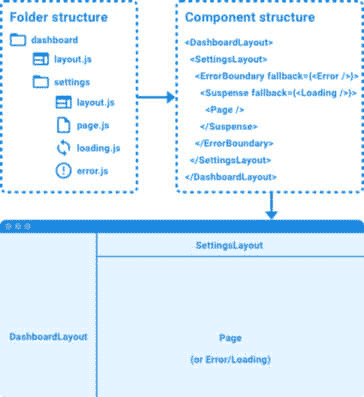 Folder structure
dashboard
layout.js
settings
layout.js
page.js
loading.js
error.js
Component structure
<DashboardLayout>
<SettingsLayout>
<ErrorBoundary fallback={<Error />}>
<Suspense fallback={<Loading />}>
<Page />
</Suspense>
</ErrorBoundary>
</SettingsLayout>
</DashboardLayout>
SettingsLayout
DashboardLayout
Page
(or Error/Loading)